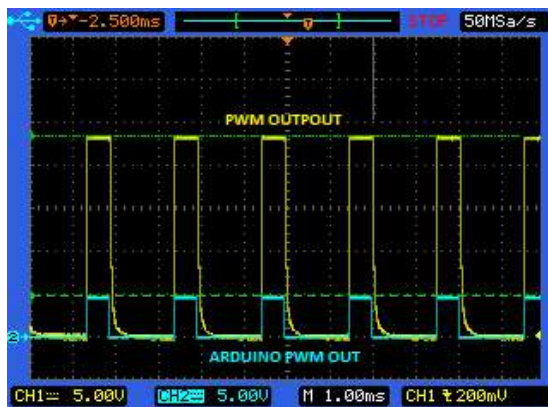 -2.500ms
STOP
50MSa/s
PWM OUTPOUT
2
ARDUINO PWM OUT
CH1 5.00V
CH2 5.00V
M 1.00ms
CH1 200mV